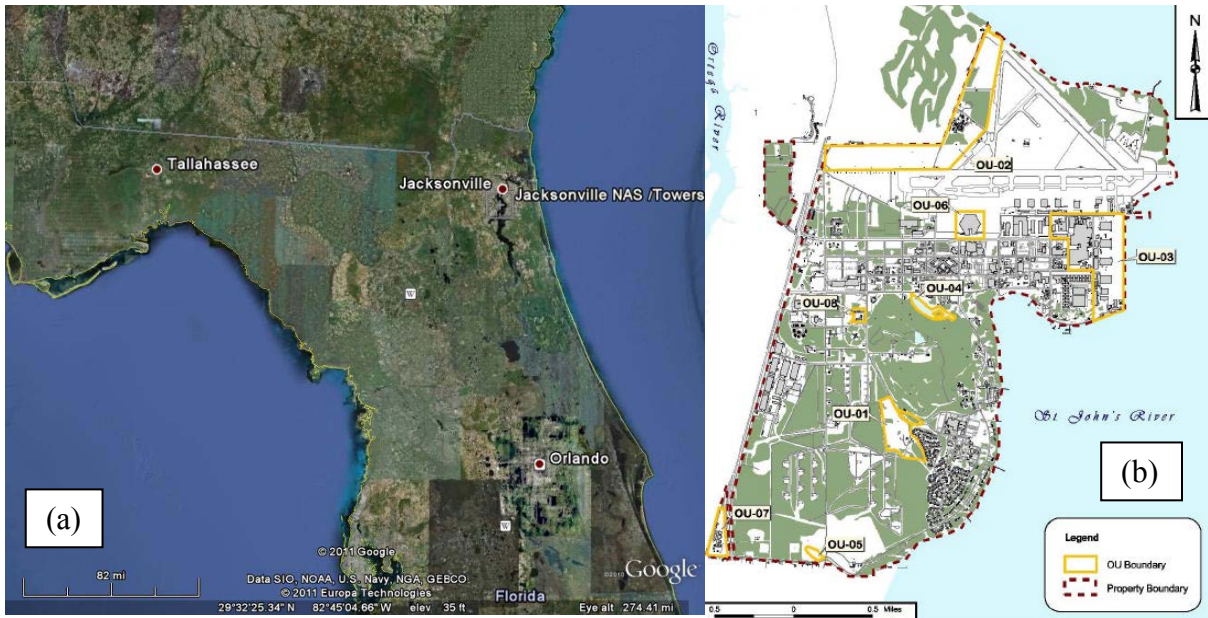 Tallahassee
Jacksonville
Jacksonville NAS /Towers
W
Orlando
W
(a)
© 2011 Google
Data SIO, NOAA, U.S. Navy, NGA, GEBCO
© 2011 Europa Technologies
©2010 Google
82 mi
Florida
29°32'25.34" N 82°45'04.66" W elev 35 ft Eye alt 274.41 mi
N
Ortega River
OU-02
OU-06
OU-03
OU-04
OU-08
OU-01
St. John's River
(b)
OU-07
OU-05
Legend
OU Boundary
Property Boundary
0.5 0 0.5 Miles